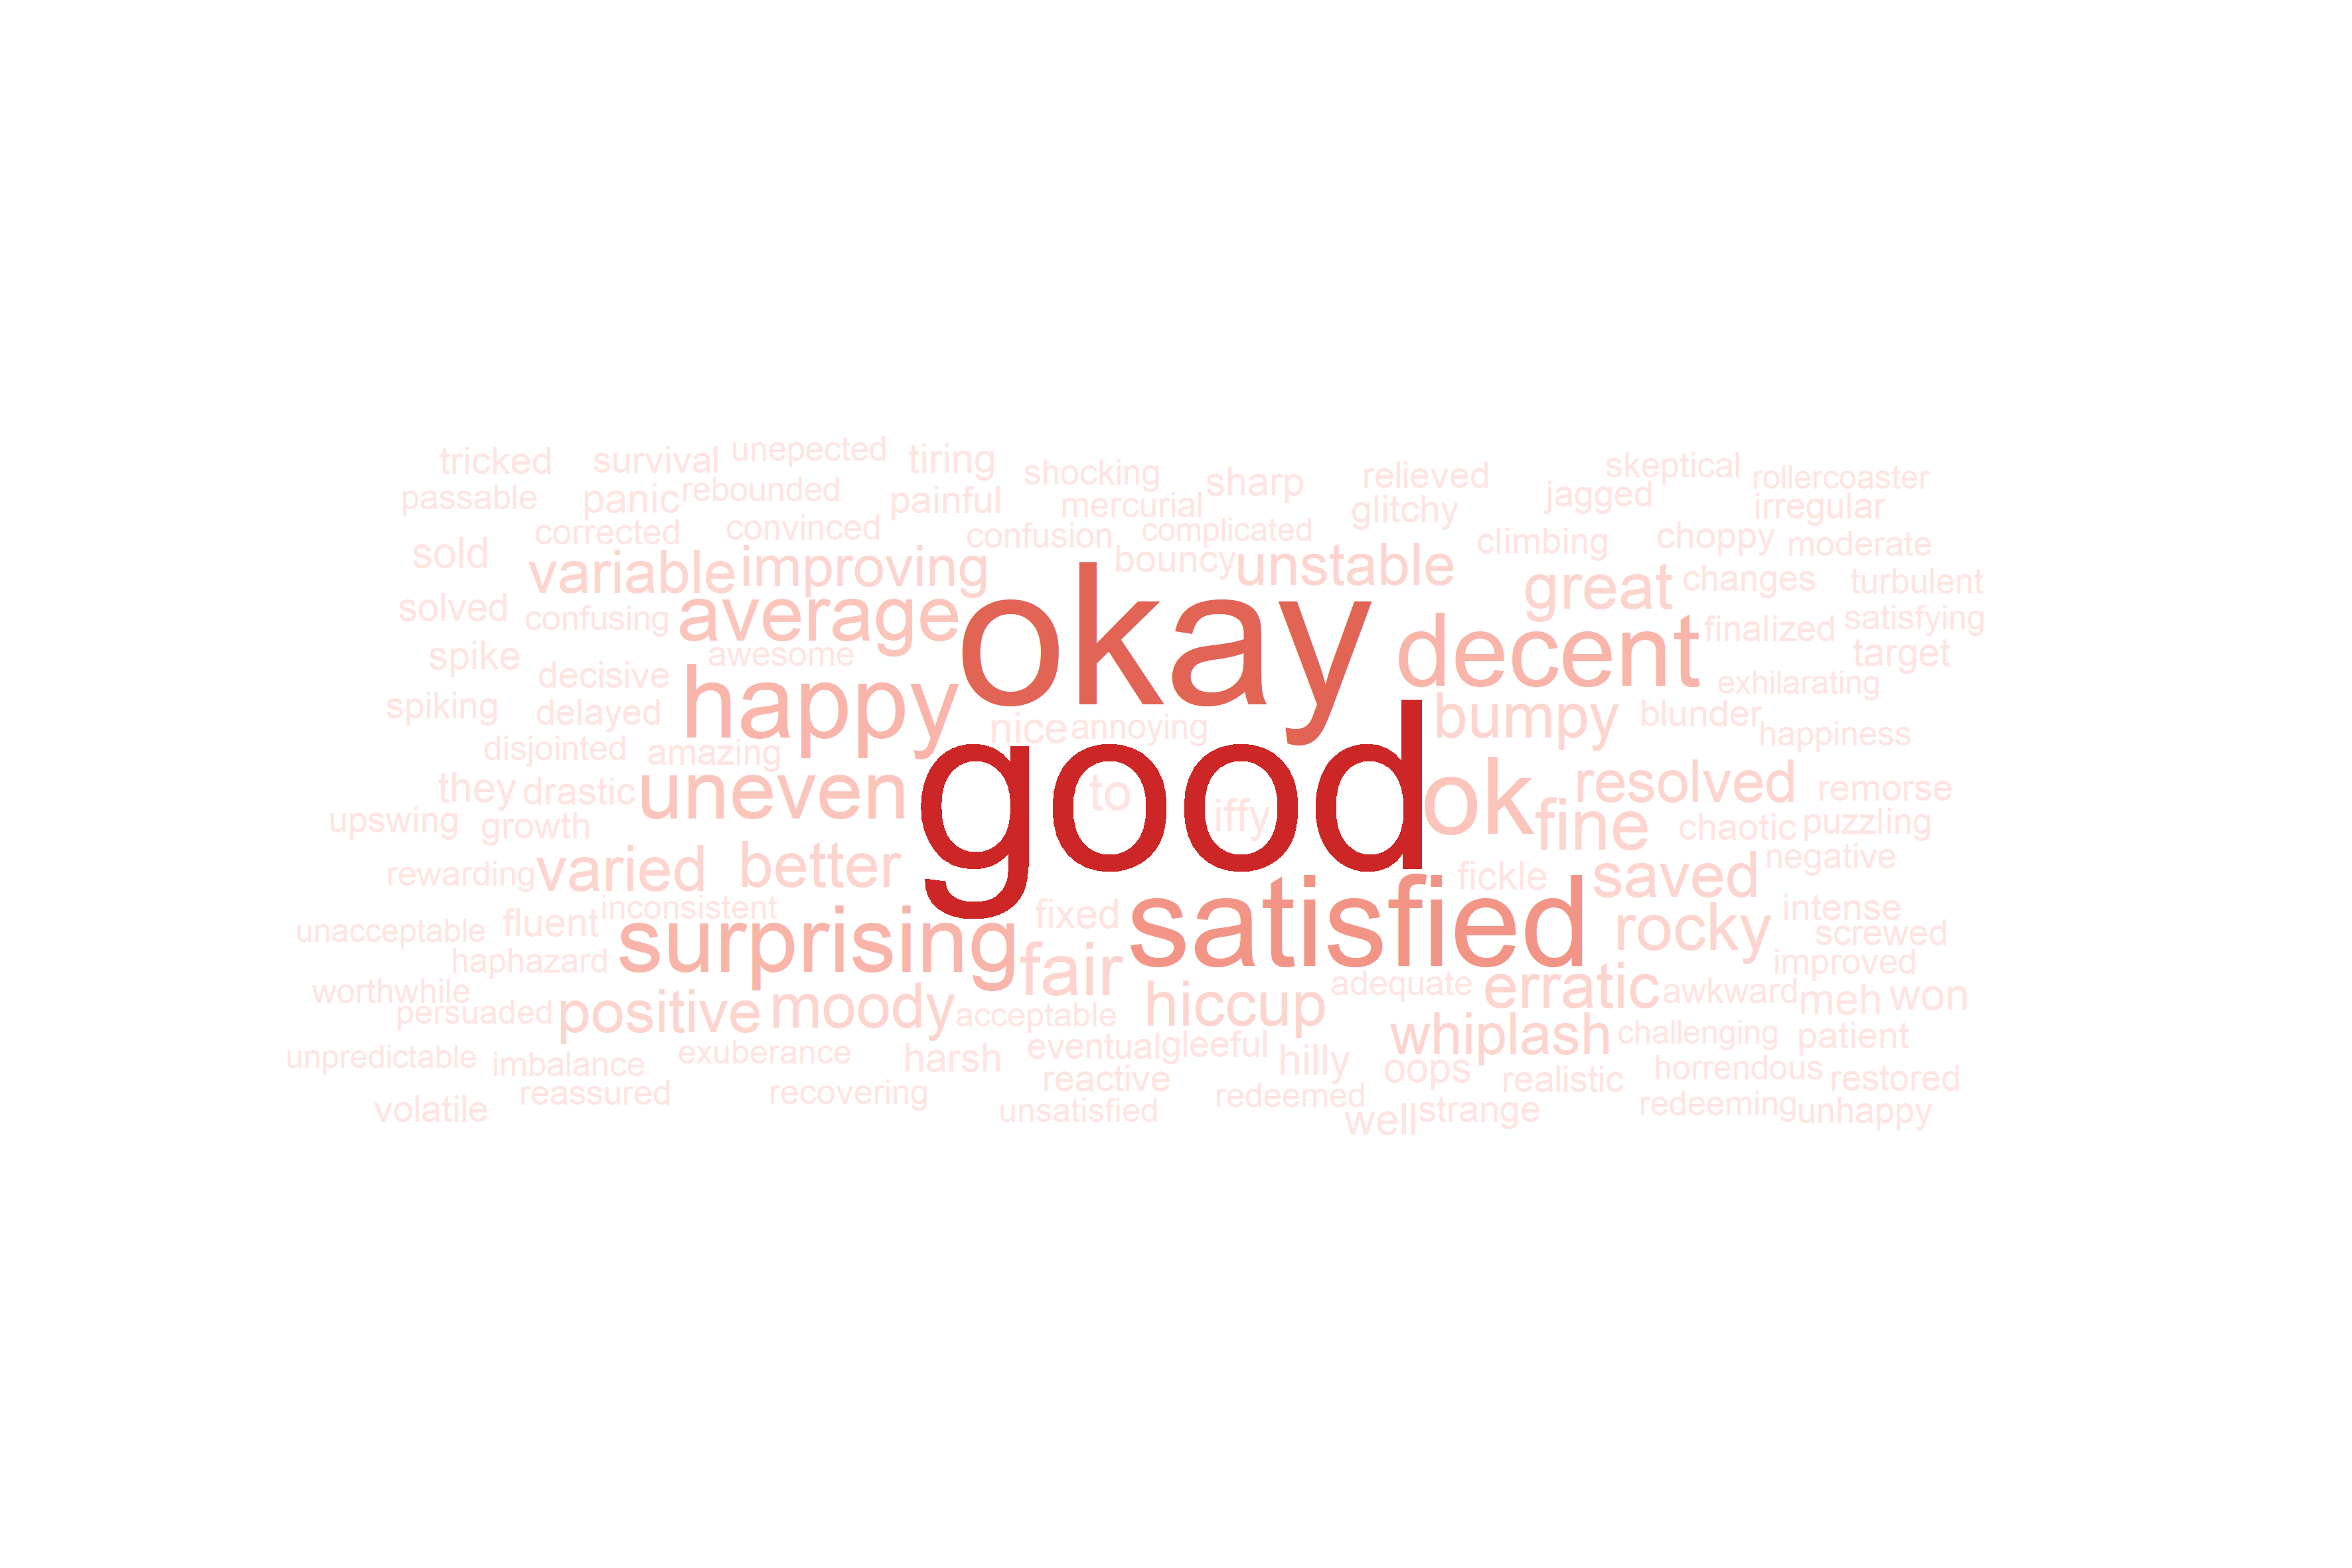 tricked survival unepected tiring shocking sharp relieved skeptical rollercoaster
passable panic rebounded painful mercurial glitchy jagged irregular
corrected convinced confusion complicated climbing choppy moderate
sold variable improving bouncy unstable great changes turbulent
solved confusing average okay decent finalized satisfying
spike decisive awesome target
spiking delayed happy nice annoying bumpy blunder exhilarating
disjointed amazing happiness
they drastic uneven good to iffy ok resolved remorse
upswing growth fine chaotic puzzling
rewarding varied better fickle saved negative
unacceptable fluent inconsistent surprising fixed satisfied rocky intense
haphazard fair screwed
worthwhile improved
persuaded positive moody acceptable hiccup adequate erratic awkward meh won
unpredictable imbalance exuberance harsh eventual gleeful hilly whiplash challenging patient
volatile reassured recovering reactive oops realistic horrendous restored
unsatisfied redeemed well strange redeeming unhappy